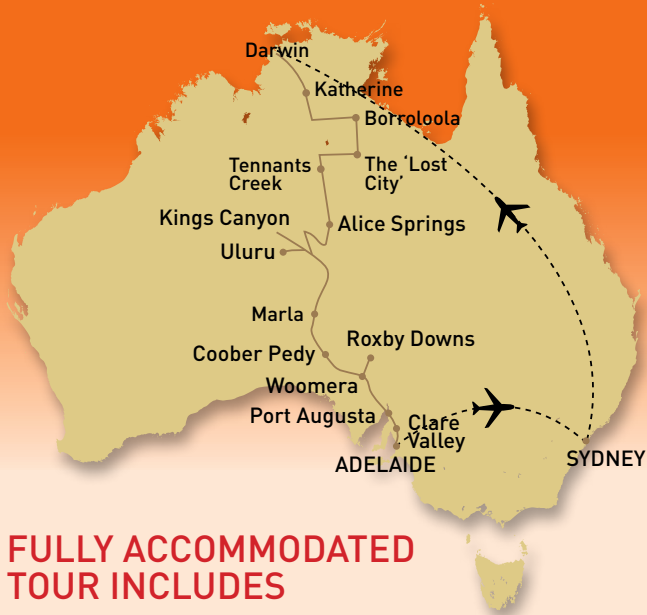 Darwin
Katherine
Borroloola
The 'Lost
City'
Tennants
Creek
Kings Canyon
Alice Springs
Uluru
Marla
Roxby Downs
Coober Pedy
Woomera
Port Augusta
Clare
Valley
ADELAIDE
SYDNEY
FULLY ACCOMMODATED
TOUR INCLUDES